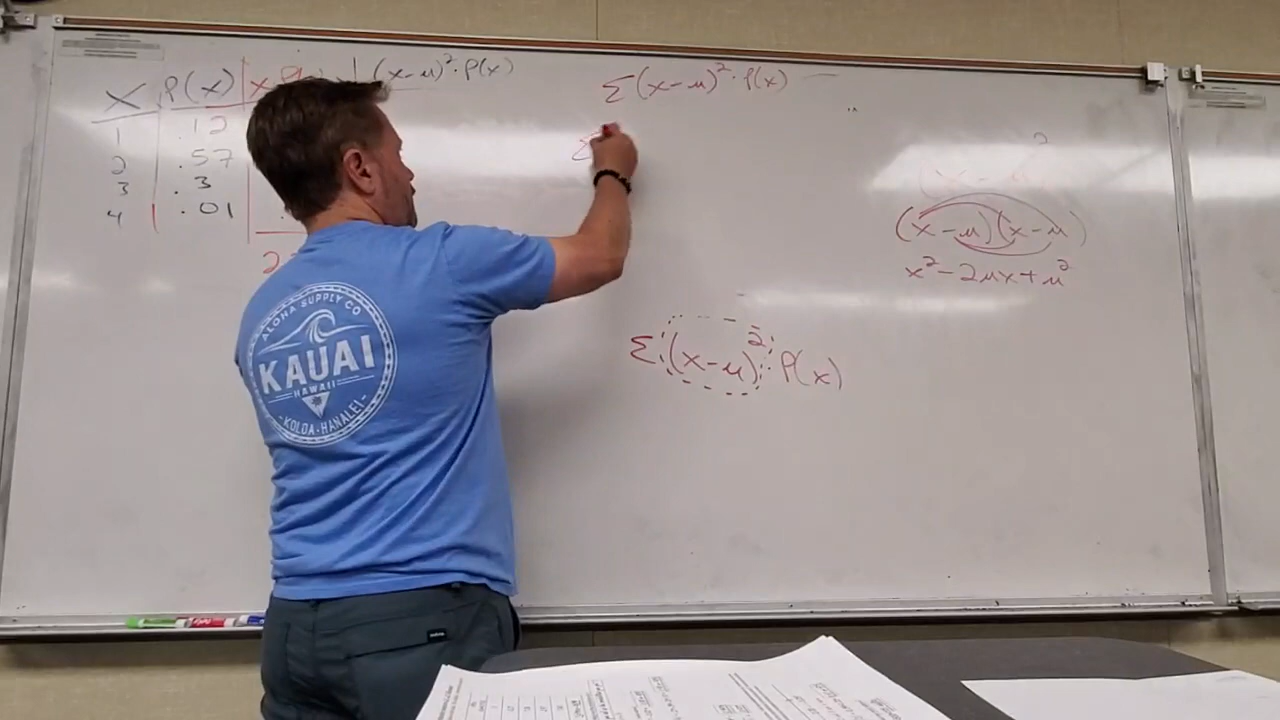 X P(x) (x-μ)²·P(x)
1 .12
2 .57
3 .3
4 .01
Σ(x-μ)²·P(x)
Σ
(x-μ)(x-μ)
x²-2μx+μ²
Σ(x-μ)²·P(x)
ALOHA SUPPLY CO
KAUAI
HAWAII
-KOLOA-HANALEI-